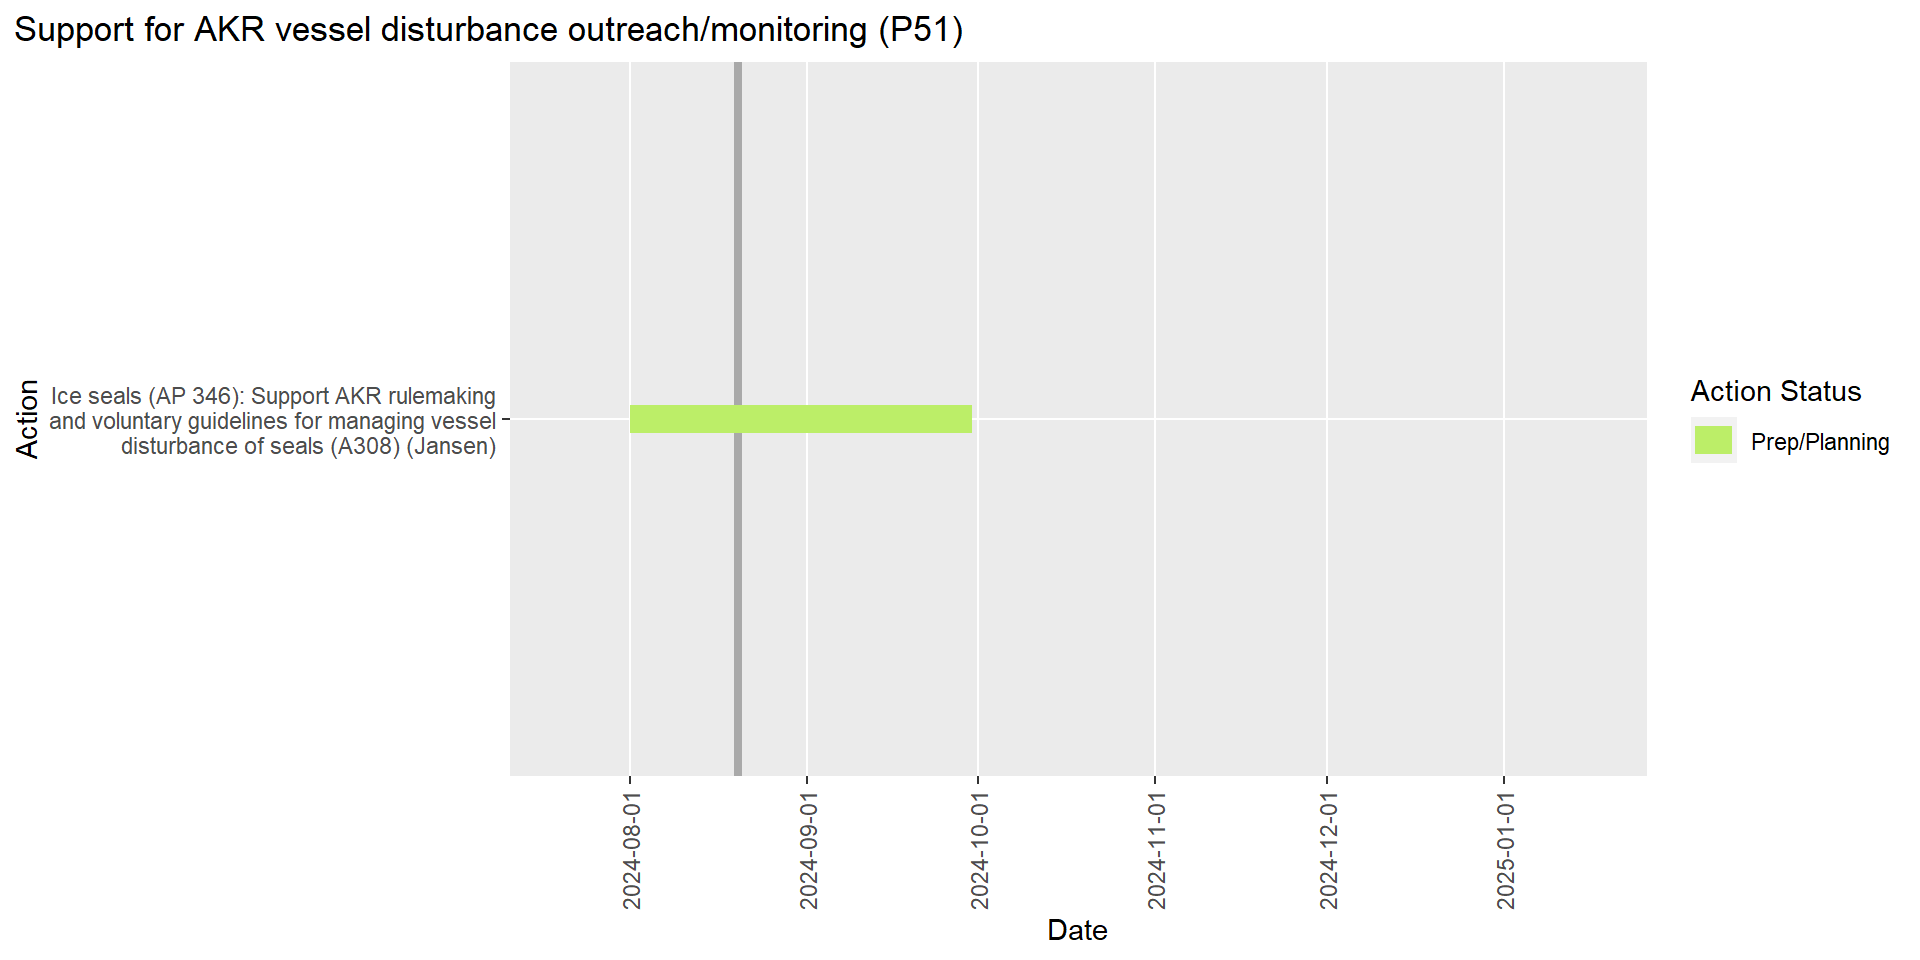 Support for AKR vessel disturbance outreach/monitoring (P51)
Action
Ice seals (AP 346): Support AKR rulemaking
and voluntary guidelines for managing vessel
disturbance of seals (A308) (Jansen)
Action Status
Prep/Planning
2024-08-01
2024-09-01
2024-10-01
2024-11-01
2024-12-01
2025-01-01
Date